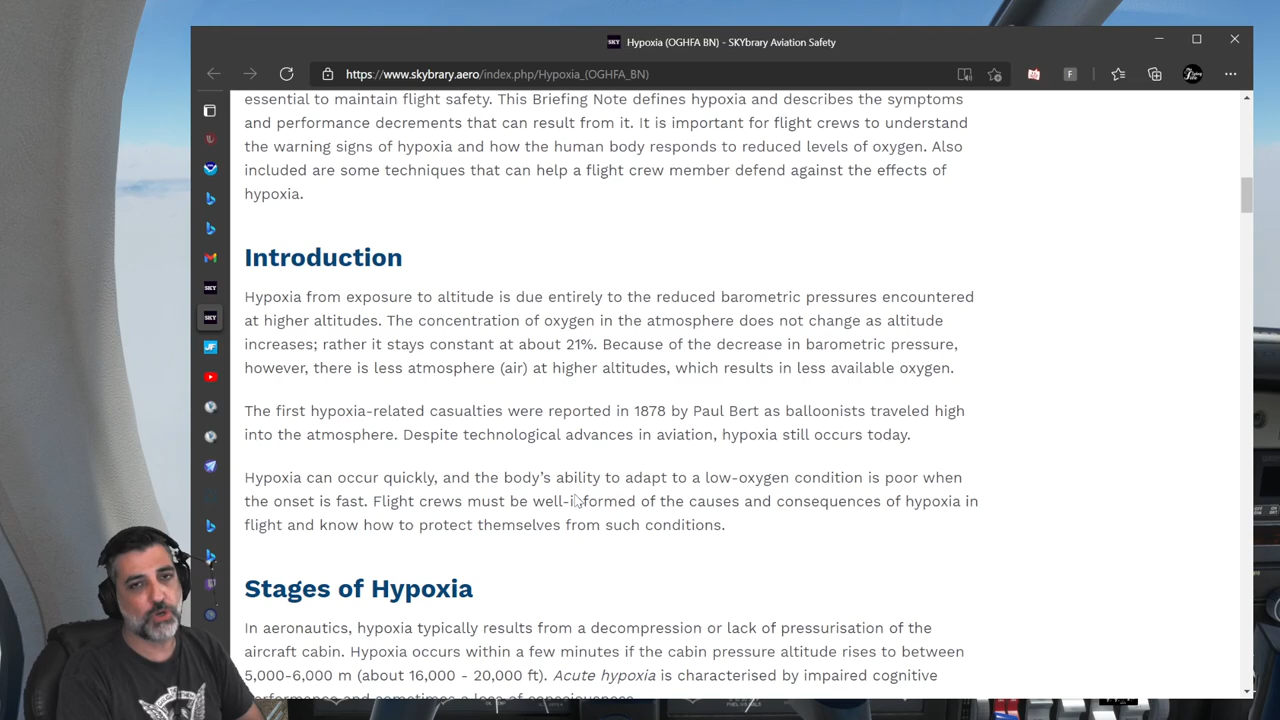 SKY Hypoxia (OGHFA BN) - SKYbrary Aviation Safety
https://www.skybrary.aero/index.php/Hypoxia_(OGHFA_BN)
essential to maintain flight safety. This Briefing Note defines hypoxia and describes the symptoms
and performance decrements that can result from it. It is important for flight crews to understand
the warning signs of hypoxia and how the human body responds to reduced levels of oxygen. Also
included are some techniques that can help a flight crew member defend against the effects of
hypoxia.
Introduction
Hypoxia from exposure to altitude is due entirely to the reduced barometric pressures encountered
at higher altitudes. The concentration of oxygen in the atmosphere does not change as altitude
increases; rather it stays constant at about 21%. Because of the decrease in barometric pressure,
however, there is less atmosphere (air) at higher altitudes, which results in less available oxygen.
The first hypoxia-related casualties were reported in 1878 by Paul Bert as balloonists traveled high
into the atmosphere. Despite technological advances in aviation, hypoxia still occurs today.
Hypoxia can occur quickly, and the body's ability to adapt to a low-oxygen condition is poor when
the onset is fast. Flight crews must be well-informed of the causes and consequences of hypoxia in
flight and know how to protect themselves from such conditions.
Stages of Hypoxia
In aeronautics, hypoxia typically results from a decompression or lack of pressurisation of the
aircraft cabin. Hypoxia occurs within a few minutes if the cabin pressure altitude rises to between
5,000-6,000 m (about 16,000 - 20,000 ft). Acute hypoxia is characterised by impaired cognitive
performance and sometimes a loss of consciousness.
SKY
SKY
JF
F